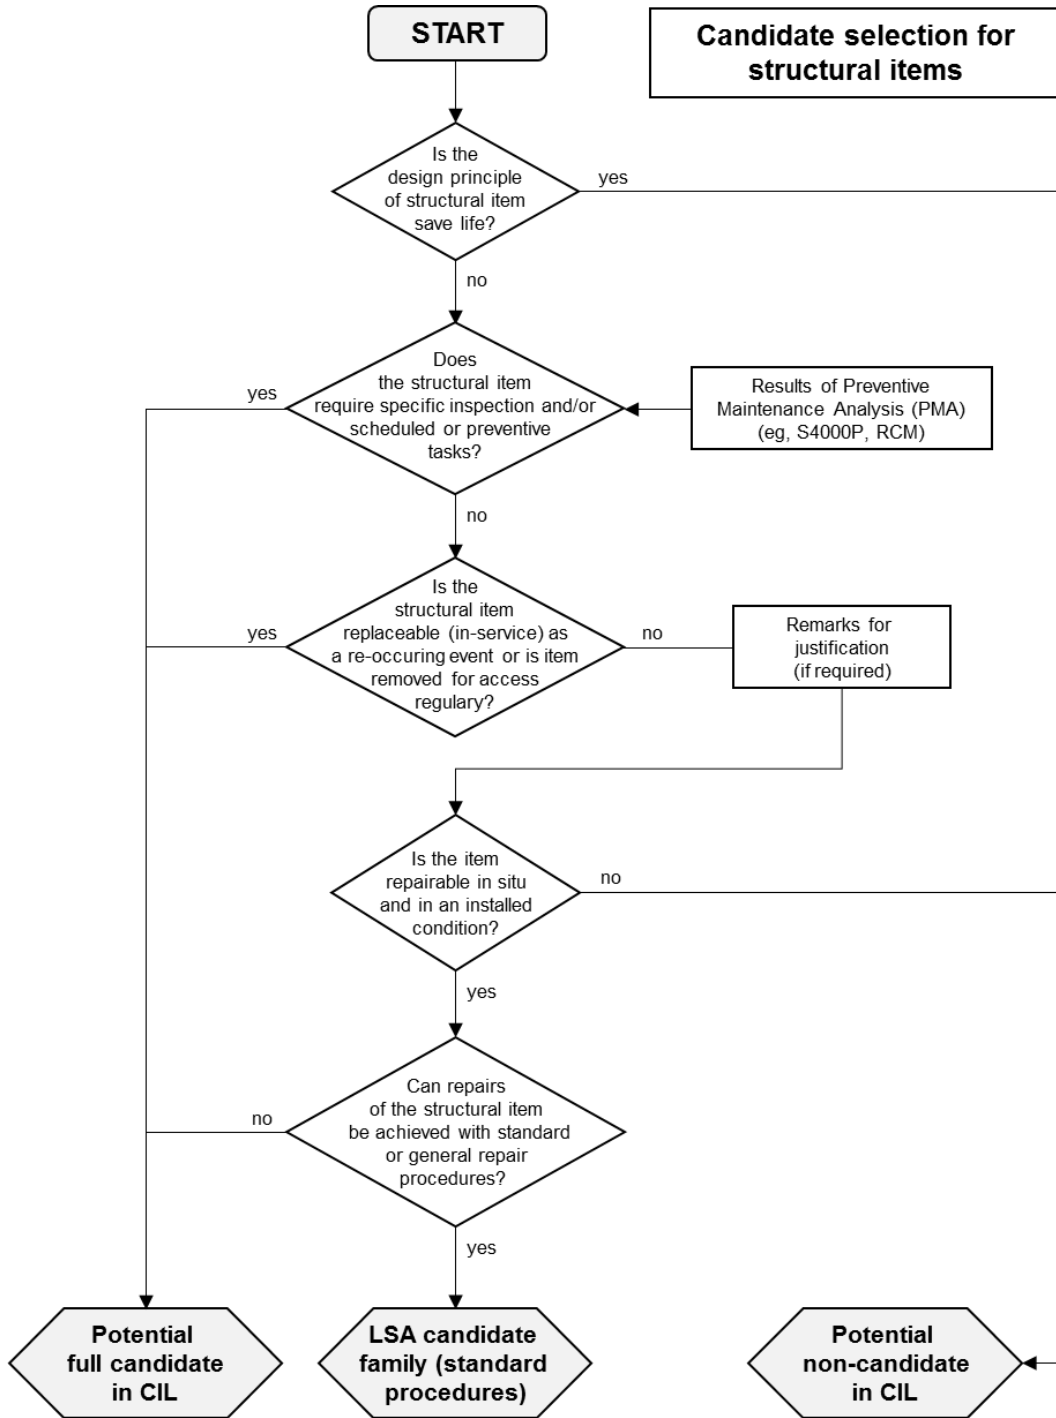 START
Candidate selection for
structural items
Is the
design principle
of structural item
save life?
yes
no
Does
the structural item
require specific inspection and/or
scheduled or preventive
tasks?
yes
Results of Preventive
Maintenance Analysis (PMA)
(eg, S4000P, RCM)
no
Is the
structural item
replaceable (in-service) as
a re-occuring event or is item
removed for access
regulary?
yes
no
Remarks for
justification
(if required)
Is the item
repairable in situ
and in an installed
condition?
no
yes
Can repairs
of the structural item
be achieved with standard
or general repair
procedures?
no
yes
Potential
full candidate
in CIL
LSA candidate
family (standard
procedures)
Potential
non-candidate
in CIL